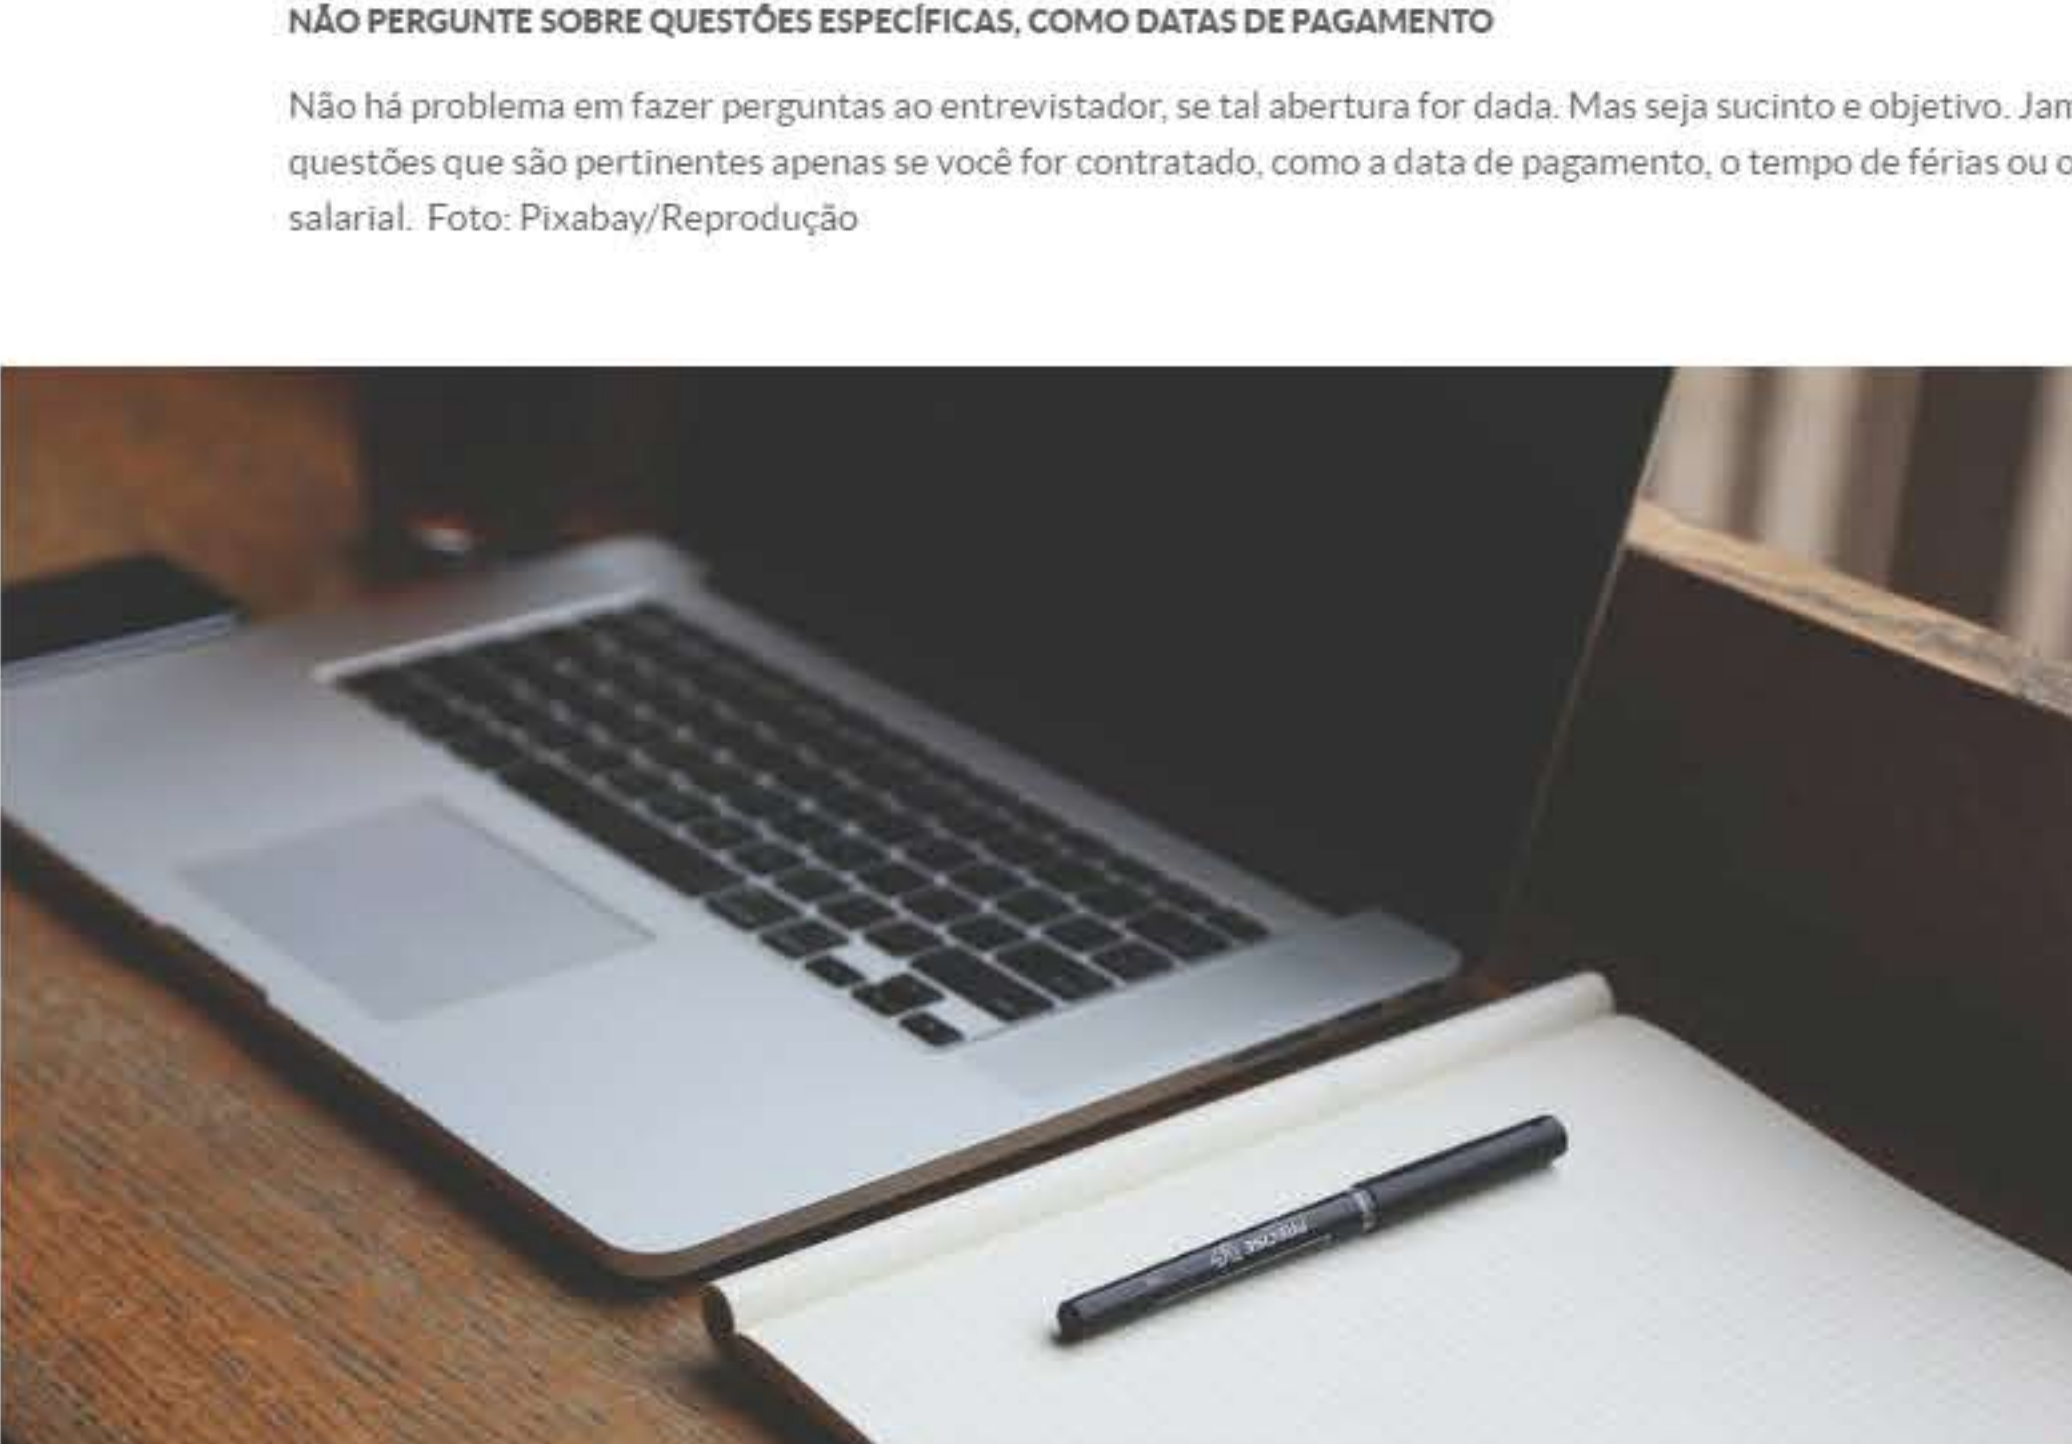 NÃO PERGUNTE SOBRE QUESTÕES ESPECÍFICAS, COMO DATAS DE PAGAMENTO
Não há problema em fazer perguntas ao entrevistador, se tal abertura for dada. Mas seja sucinto e objetivo.
questões que são pertinentes apenas se você for contratado, como a data de pagamento, o tempo de férias ou
salarial. Foto: Pixabay/Reprodução